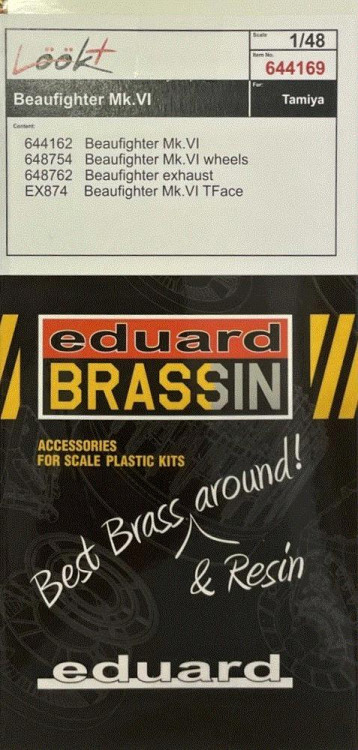 Löök+
Scale
1/48
Item No.
644169
Beaufighter Mk.VI
For:
Tamiya
Content:
644162 Beaufighter Mk.VI
648754 Beaufighter Mk.VI wheels
648762 Beaufighter exhaust
EX874 Beaufighter Mk.VI TFace
eduard
BRASSIN
ACCESSORIES
FOR SCALE PLASTIC KITS
Best Brass around!
& Resin
eduard